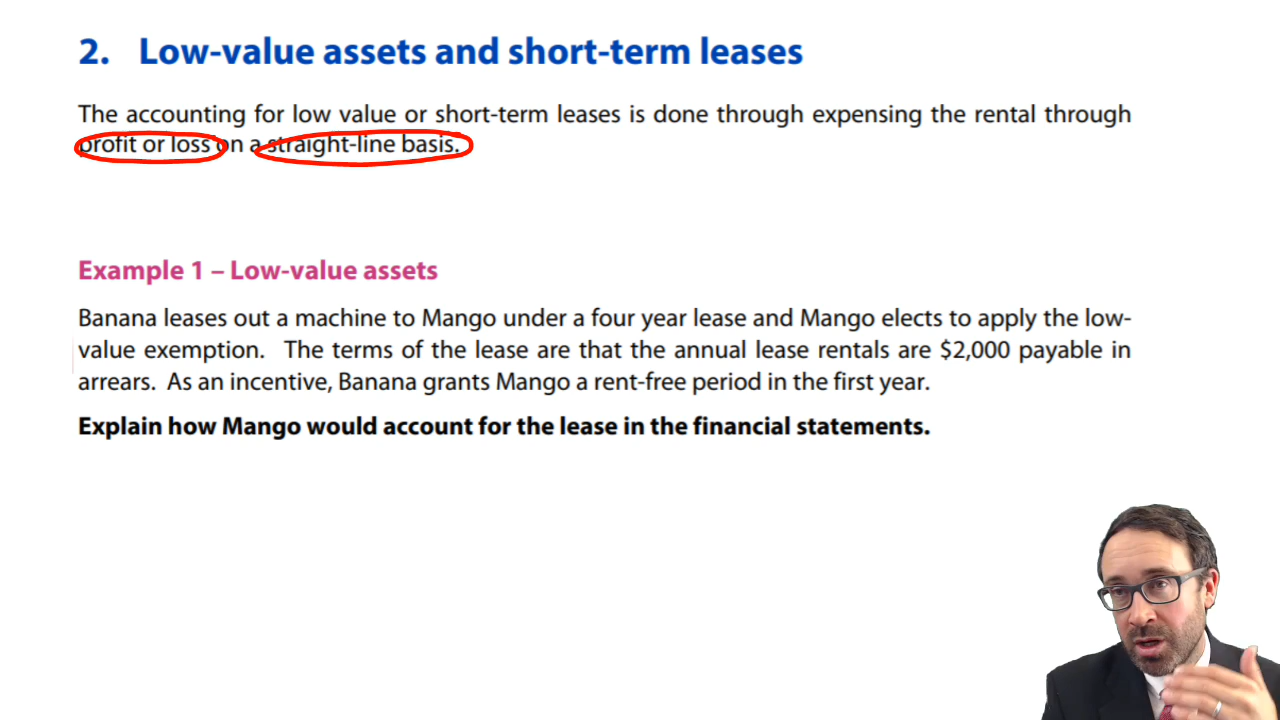 2. Low-value assets and short-term leases
The accounting for low value or short-term leases is done through expensing the rental through
profit or loss on a straight-line basis.
Example 1 – Low-value assets
Banana leases out a machine to Mango under a four year lease and Mango elects to apply the low-
value exemption. The terms of the lease are that the annual lease rentals are $2,000 payable in
arrears. As an incentive, Banana grants Mango a rent-free period in the first year.
Explain how Mango would account for the lease in the financial statements.